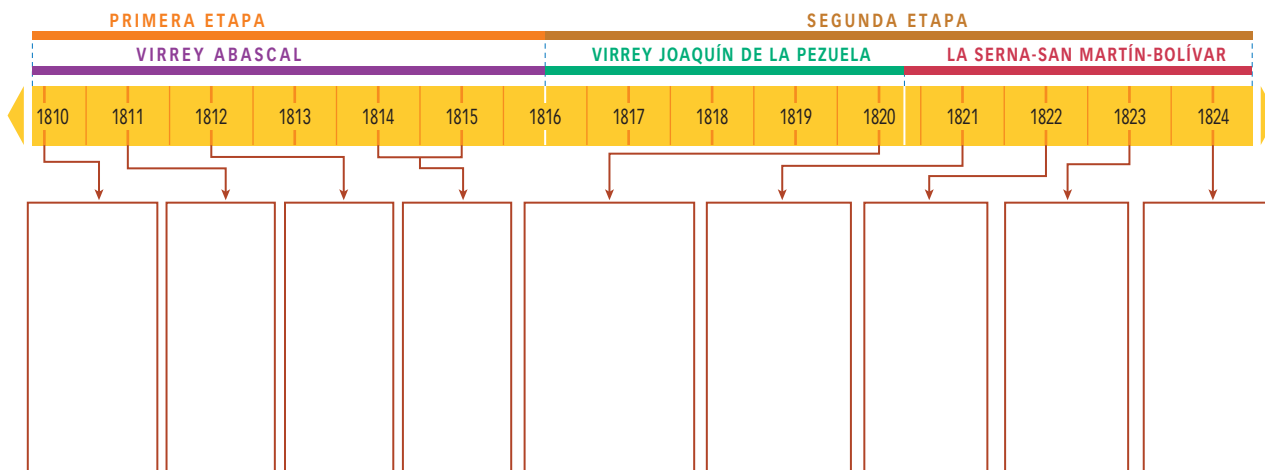 PRIMERA ETAPA SEGUNDA ETAPA
VIRREY ABASCAL VIRREY JOAQUÍN DE LA PEZUELA LA SERNA-SAN MARTÍN-BOLÍVAR
1810 1811 1812 1813 1814 1815 1816 1817 1818 1819 1820 1821 1822 1823 1824